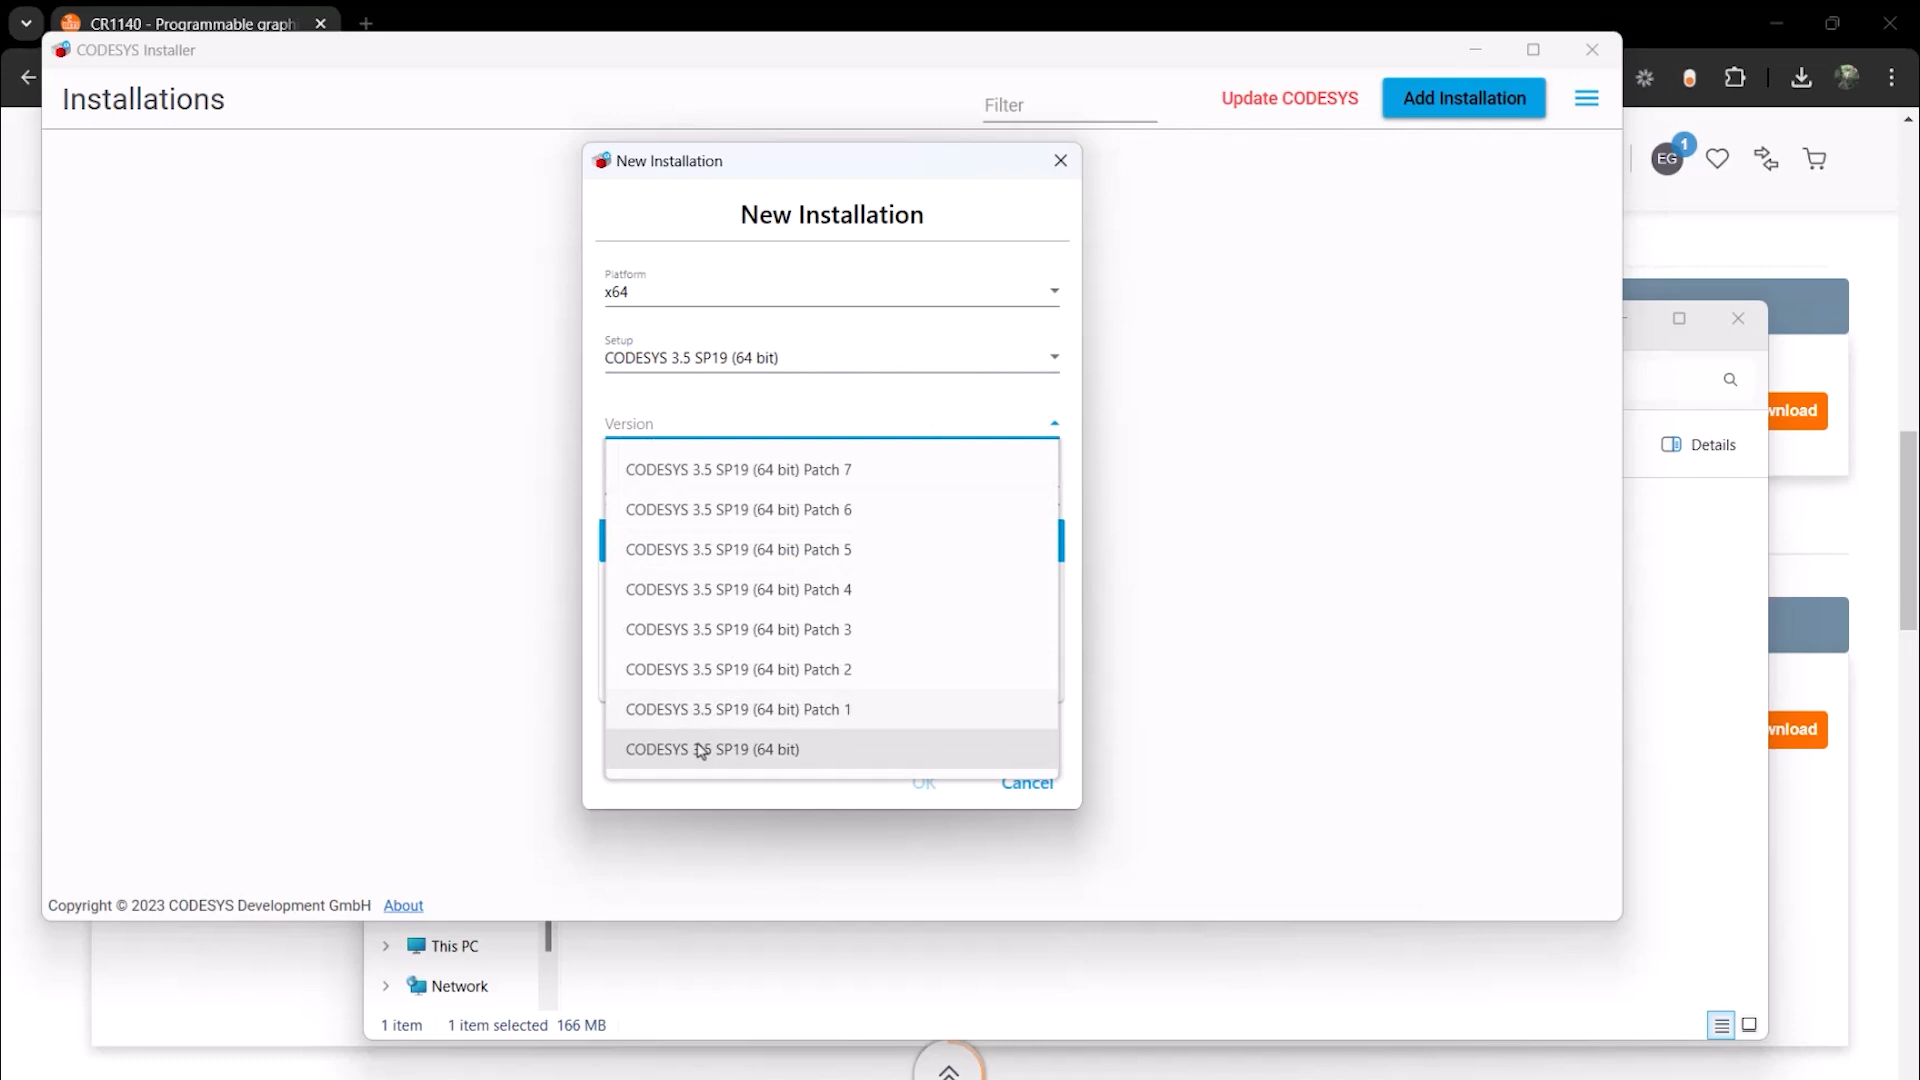 CR1140 - Programmable graph
CODESYS Installer
Installations
Filter
Update CODESYS
Add Installation
New Installation
New Installation
Platform
x64
Setup
CODESYS 3.5 SP19 (64 bit)
Version
CODESYS 3.5 SP19 (64 bit) Patch 7
CODESYS 3.5 SP19 (64 bit) Patch 6
CODESYS 3.5 SP19 (64 bit) Patch 5
CODESYS 3.5 SP19 (64 bit) Patch 4
CODESYS 3.5 SP19 (64 bit) Patch 3
CODESYS 3.5 SP19 (64 bit) Patch 2
CODESYS 3.5 SP19 (64 bit) Patch 1
CODESYS 3.5 SP19 (64 bit)
OK
Cancel
EG
1
wnload
Details
wnload
Copyright © 2023 CODESYS Development GmbH About
This PC
Network
1 item 1 item selected 166 MB